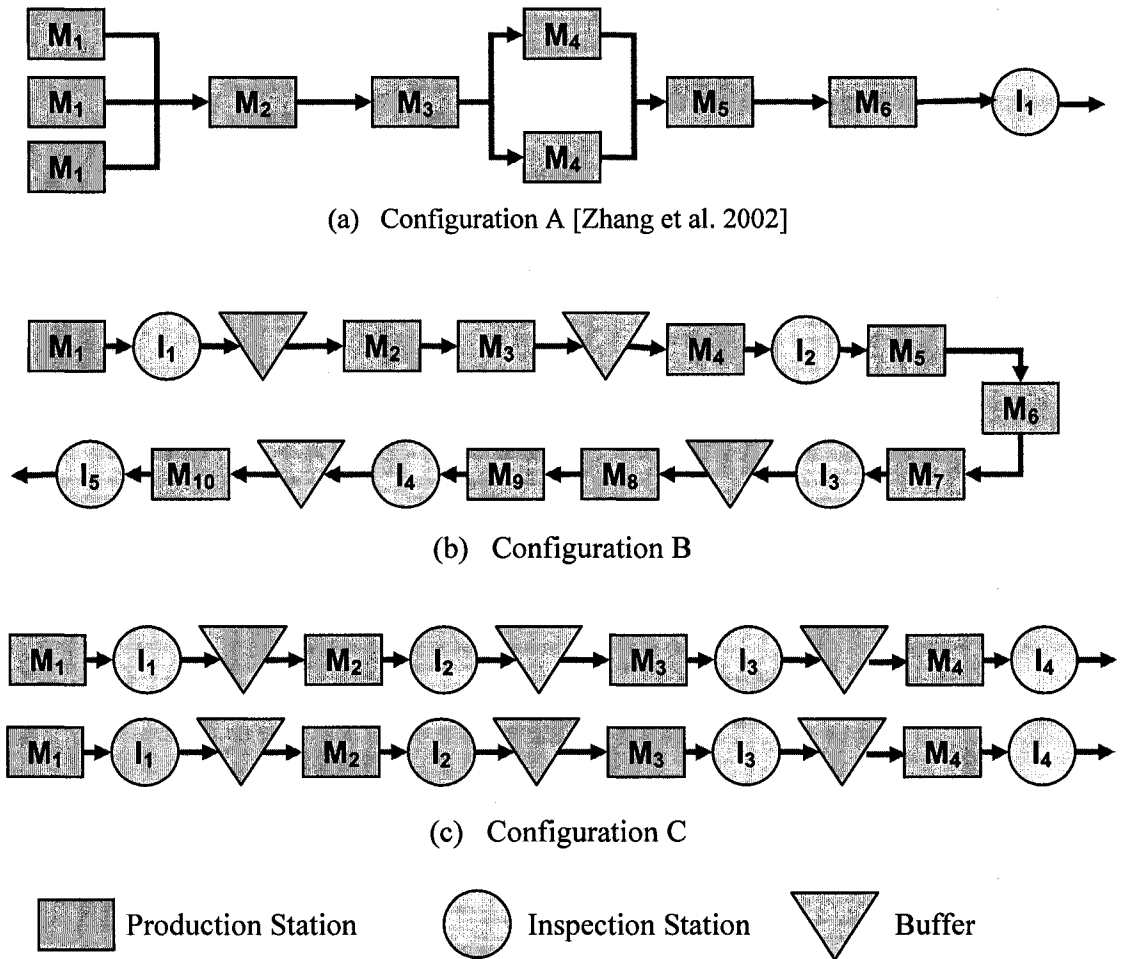 M₁
M₁
M₁
M₂
M₃
M₄
M₄
M₅
M₆
I₁
(a) Configuration A [Zhang et al. 2002]
M₁ I₁ M₂ M₃ M₄ I₂ M₅
M₆
I₅ M₁₀ I₄ M₉ M₈ I₃ M₇
(b) Configuration B
M₁ I₁ M₂ I₂ M₃ I₃ M₄ I₄
M₁ I₁ M₂ I₂ M₃ I₃ M₄ I₄
(c) Configuration C
Production Station Inspection Station Buffer